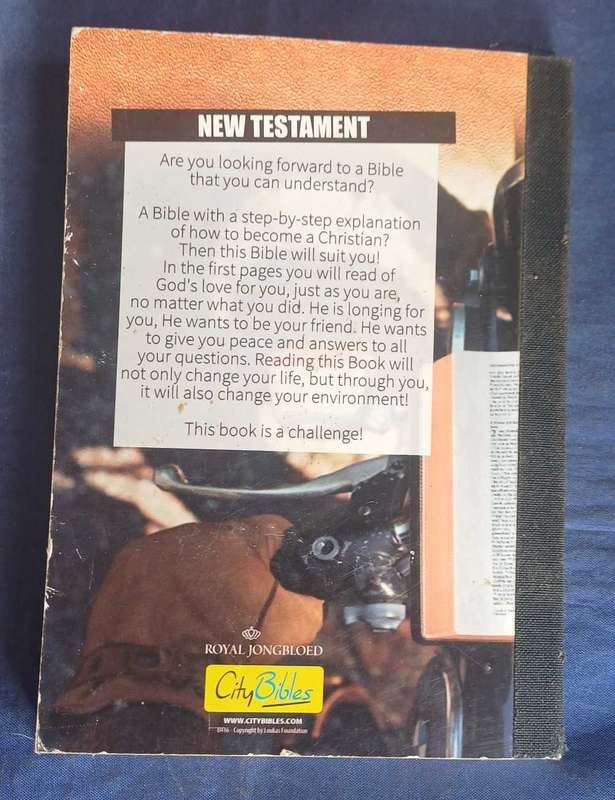 NEW TESTAMENT
Are you looking forward to a Bible
that you can understand?
A Bible with a step-by-step explanation
of how to become a Christian?
Then this Bible will suit you!
In the first pages you will read of
God's love for you, just as you are,
no matter what you did. He is longing for
you, He wants to be your friend. He wants
to give you peace and answers to all
your questions. Reading this Book will
not only change your life, but through you,
it will also change your environment!
This book is a challenge!
ROYAL JONGBLOED
CityBibles
WWW.CITYBIBLES.COM
Copyright by Loukas Foundation